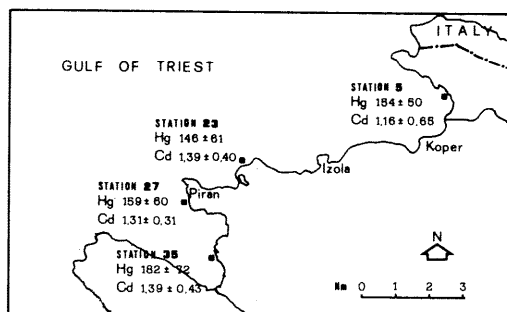 ITALY
GULF OF TRIEST
STATION 5
Hg 184 ± 50
Cd 1,16 ± 0,68
STATION 23
Hg 146 ± 61
Cd 1,39 ± 0,40
Koper
Izola
STATION 27
Hg 159 ± 60
Cd 1,31 ± 0,31
Piran
STATION 35
Hg 182 ± 72
Cd 1,39 ± 0,43
N
Nm 0 1 2 3 4